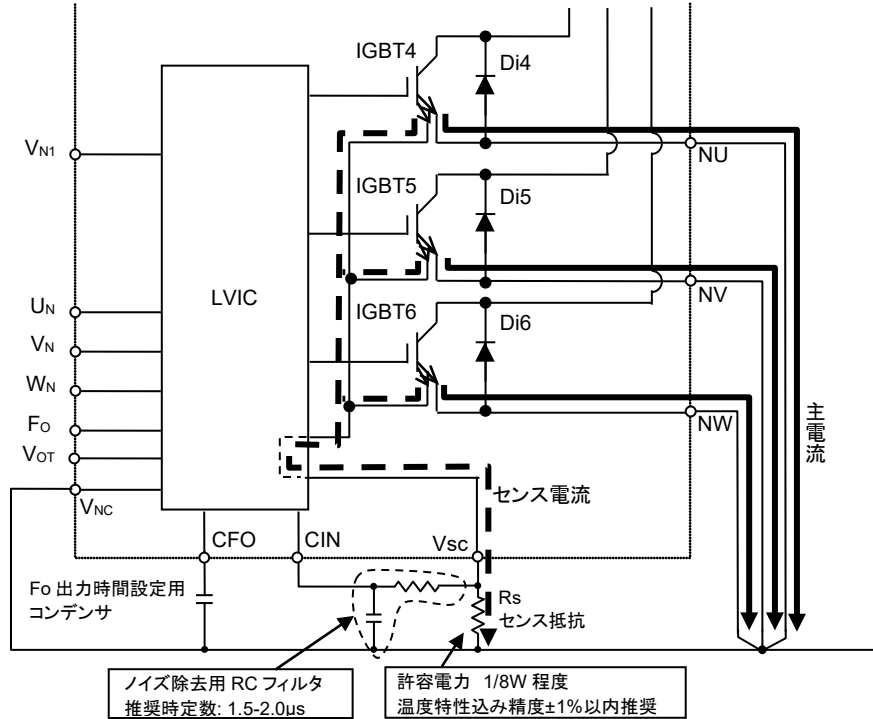 IGBT4
Di4
VN1
NU
IGBT5
Di5
LVIC
UN
NV
IGBT6
VN
Di6
WN
FO
NW
主電流
VOT
VNC
センス電流
CFO
CIN
Vsc
Fo 出力時間設定用
コンデンサ
Rs
センス抵抗
ノイズ除去用 RC フィルタ
推奨時定数: 1.5-2.0μs
許容電力 1/8W 程度
温度特性込み精度±1%以内推奨